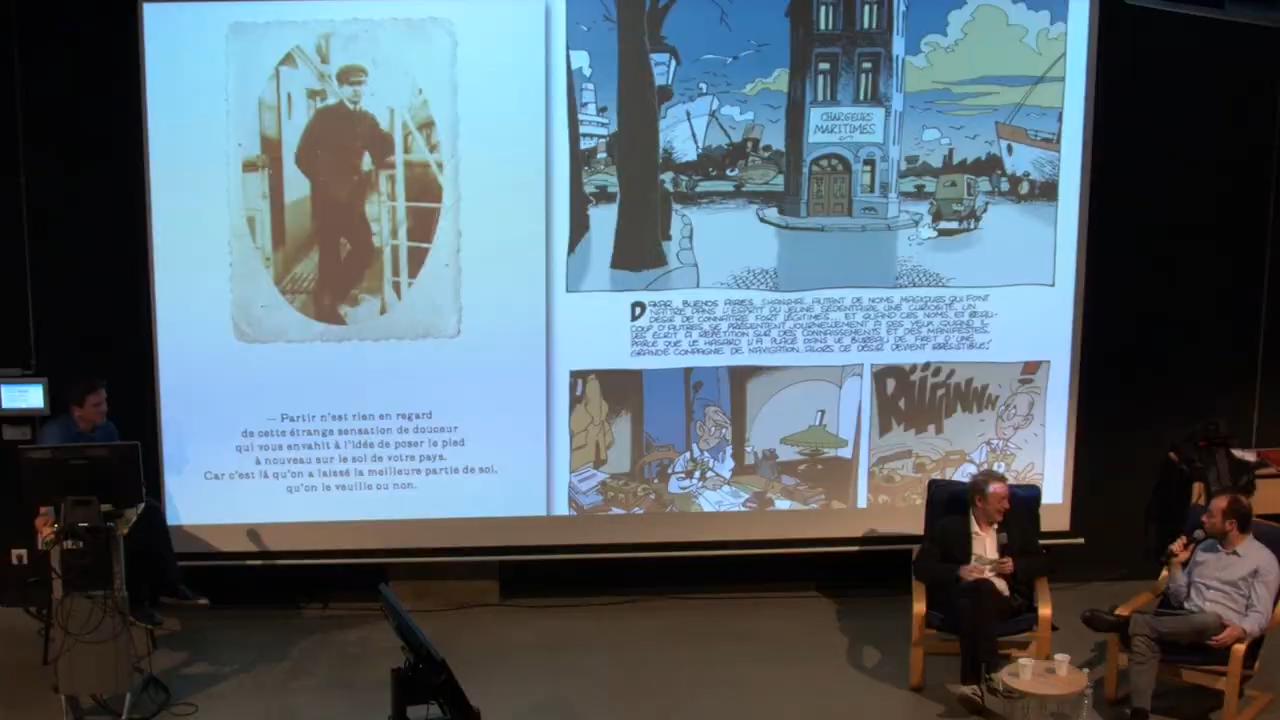 — Partir n'est rien en regard
de cette étrange sensation de douceur
qui vous envahit à l'idée de poser le pied
à nouveau sur le sol de votre pays.
Car c'est là qu'on a laissé la meilleure partie de soi,
qu'on le veuille ou non.
CHARGEURS
MARITIMES
DAKAR, BUENOS AIRES, SHANGHAI, AUTANT DE NOMS MAGIQUES QUI FONT
NAÎTRE DANS L'ESPRIT DU JEUNE SÉDENTAIRE UNE CURIOSITÉ, UN
DÉSIR DE CONNAÎTRE FORT LÉGITIMES... ET QUAND CES NOMS, ET BEAU-
COUP D'AUTRES, SE PRÉSENTENT JOURNELLEMENT À SES YEUX, QUAND IL
LES ÉCRIT À RÉPÉTITION SUR DES CONNAISSEMENTS ET DES MANIFESTES,
PARCE QUE LE HASARD L'A PLACÉ DANS LE BUREAU DE FRET D'UNE
GRANDE COMPAGNIE DE NAVIGATION, ALORS CE DÉSIR DEVIENT IRRÉSISTIBLE!